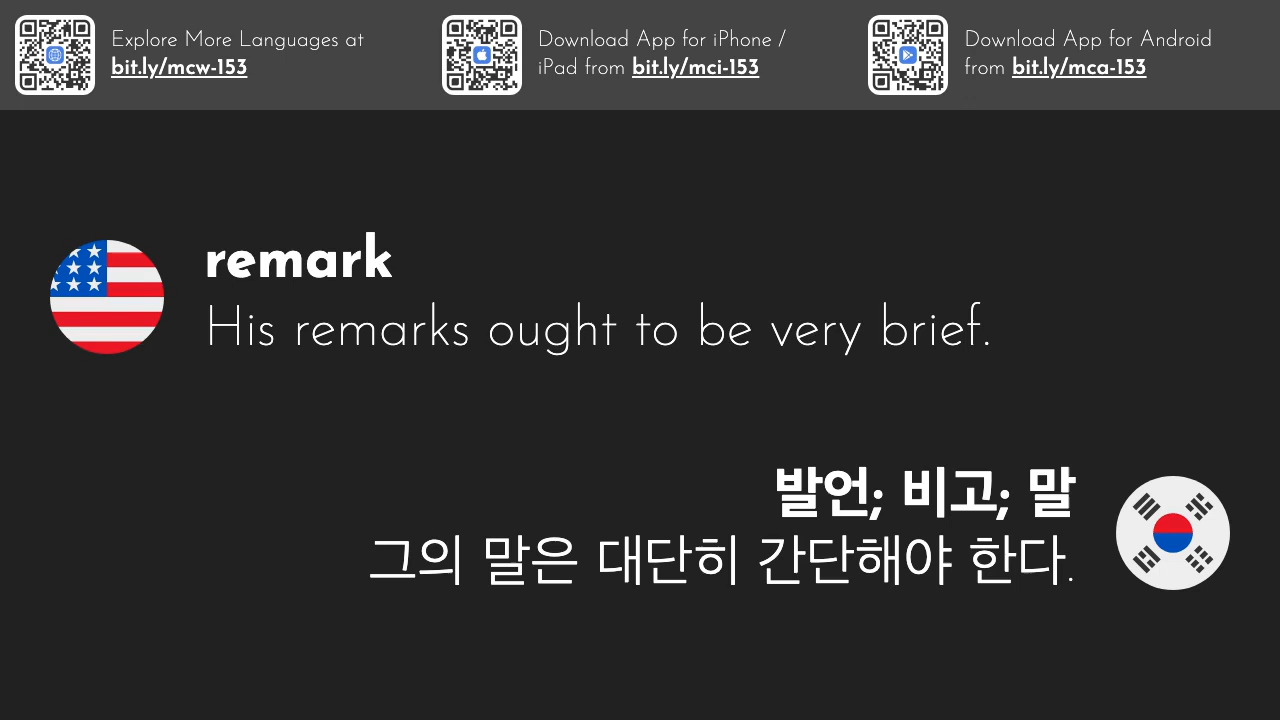 Explore More Languages at
bit.ly/mcw-153
Download App for iPhone /
iPad from bit.ly/mci-153
Download App for Android
from bit.ly/mca-153
remark
His remarks ought to be very brief.
발언; 비고; 말
그의 말은 대단히 간단해야 한다.